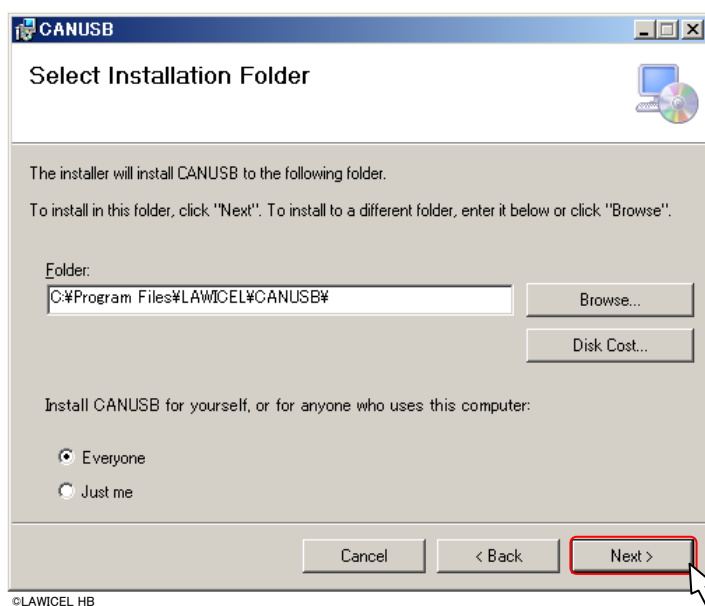 CANUSB
Select Installation Folder
The installer will install CANUSB to the following folder.
To install in this folder, click "Next". To install to a different folder, enter it below or click "Browse".
Folder:
C:¥Program Files¥LAWICEL¥CANUSB¥
Browse...
Disk Cost...
Install CANUSB for yourself, or for anyone who uses this computer:
Everyone
Just me
Cancel
< Back
Next >
©LAWICEL HB